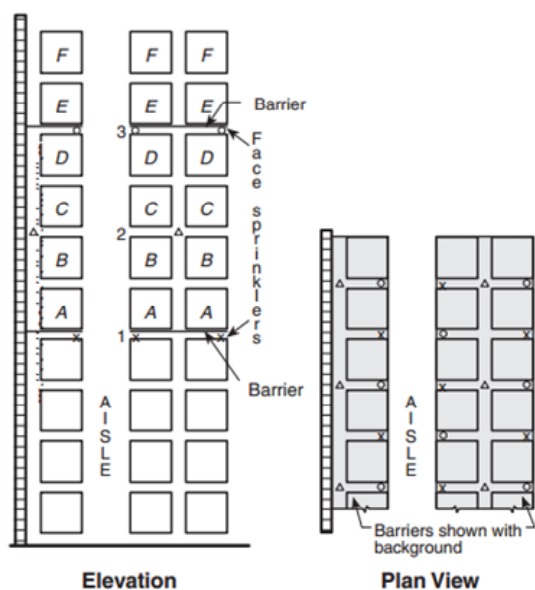 F F F
E E E
Barrier
3
D D D
C C C
2
B B B
A A A
1
Face sprinklers
Barrier
AISLE
Elevation
AISLE
Barriers shown with
background
Plan View